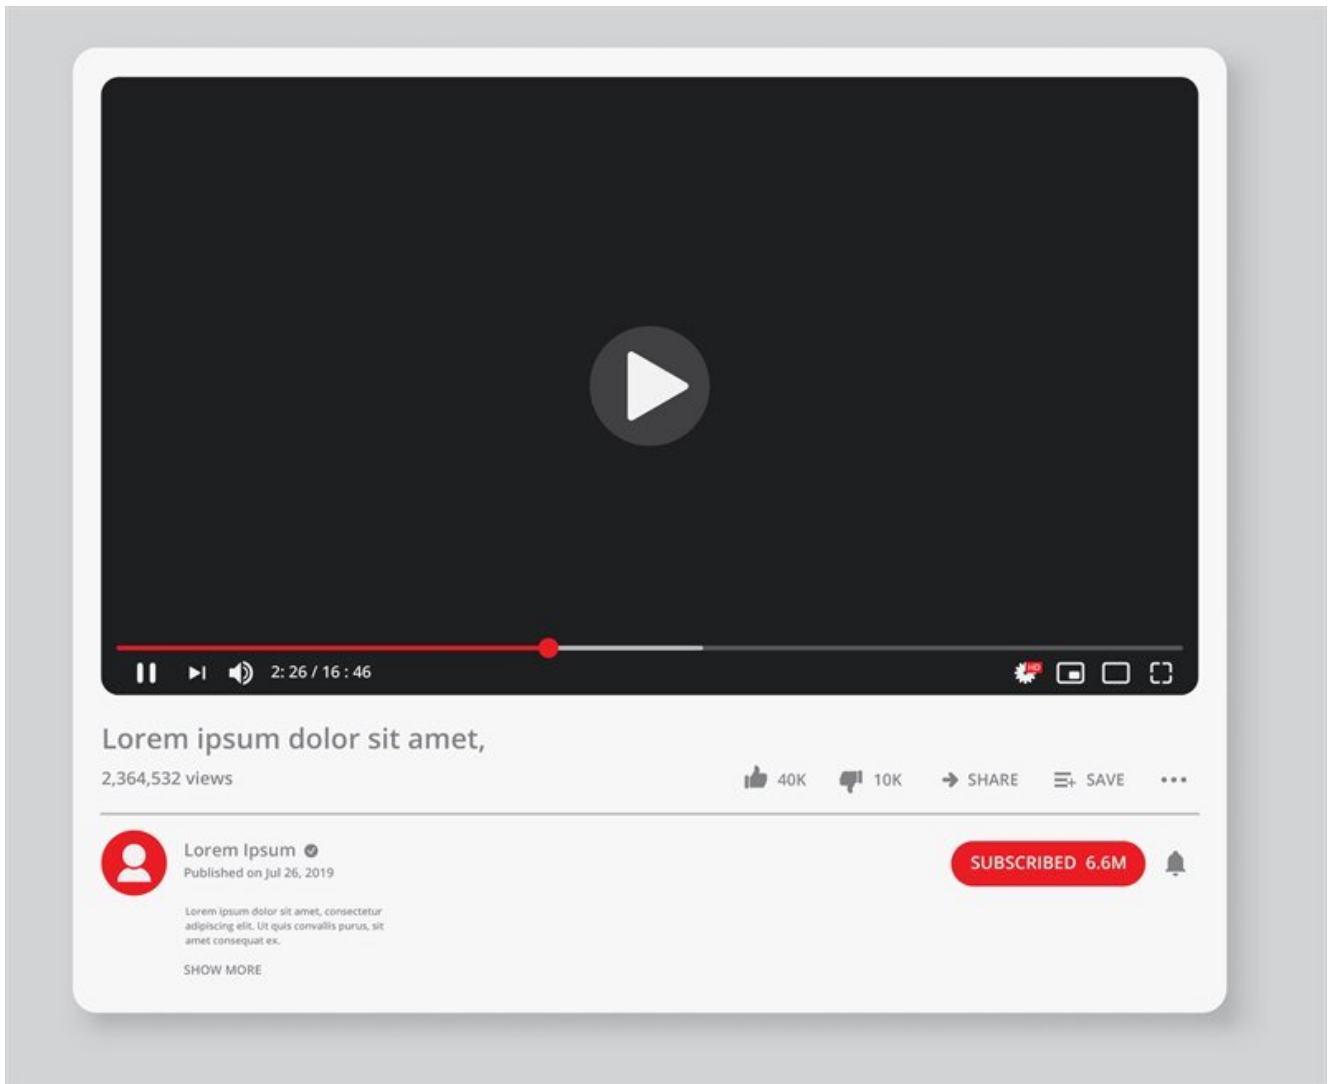 HD
2: 26 / 16 : 46
Lorem ipsum dolor sit amet,
2,364,532 views
40K
10K
SHARE
SAVE
Lorem Ipsum
Published on Jul 26, 2019
SUBSCRIBED 6.6M
Lorem ipsum dolor sit amet, consectetur
adipiscing elit. Ut quis convallis purus, sit
amet consequat ex.
SHOW MORE